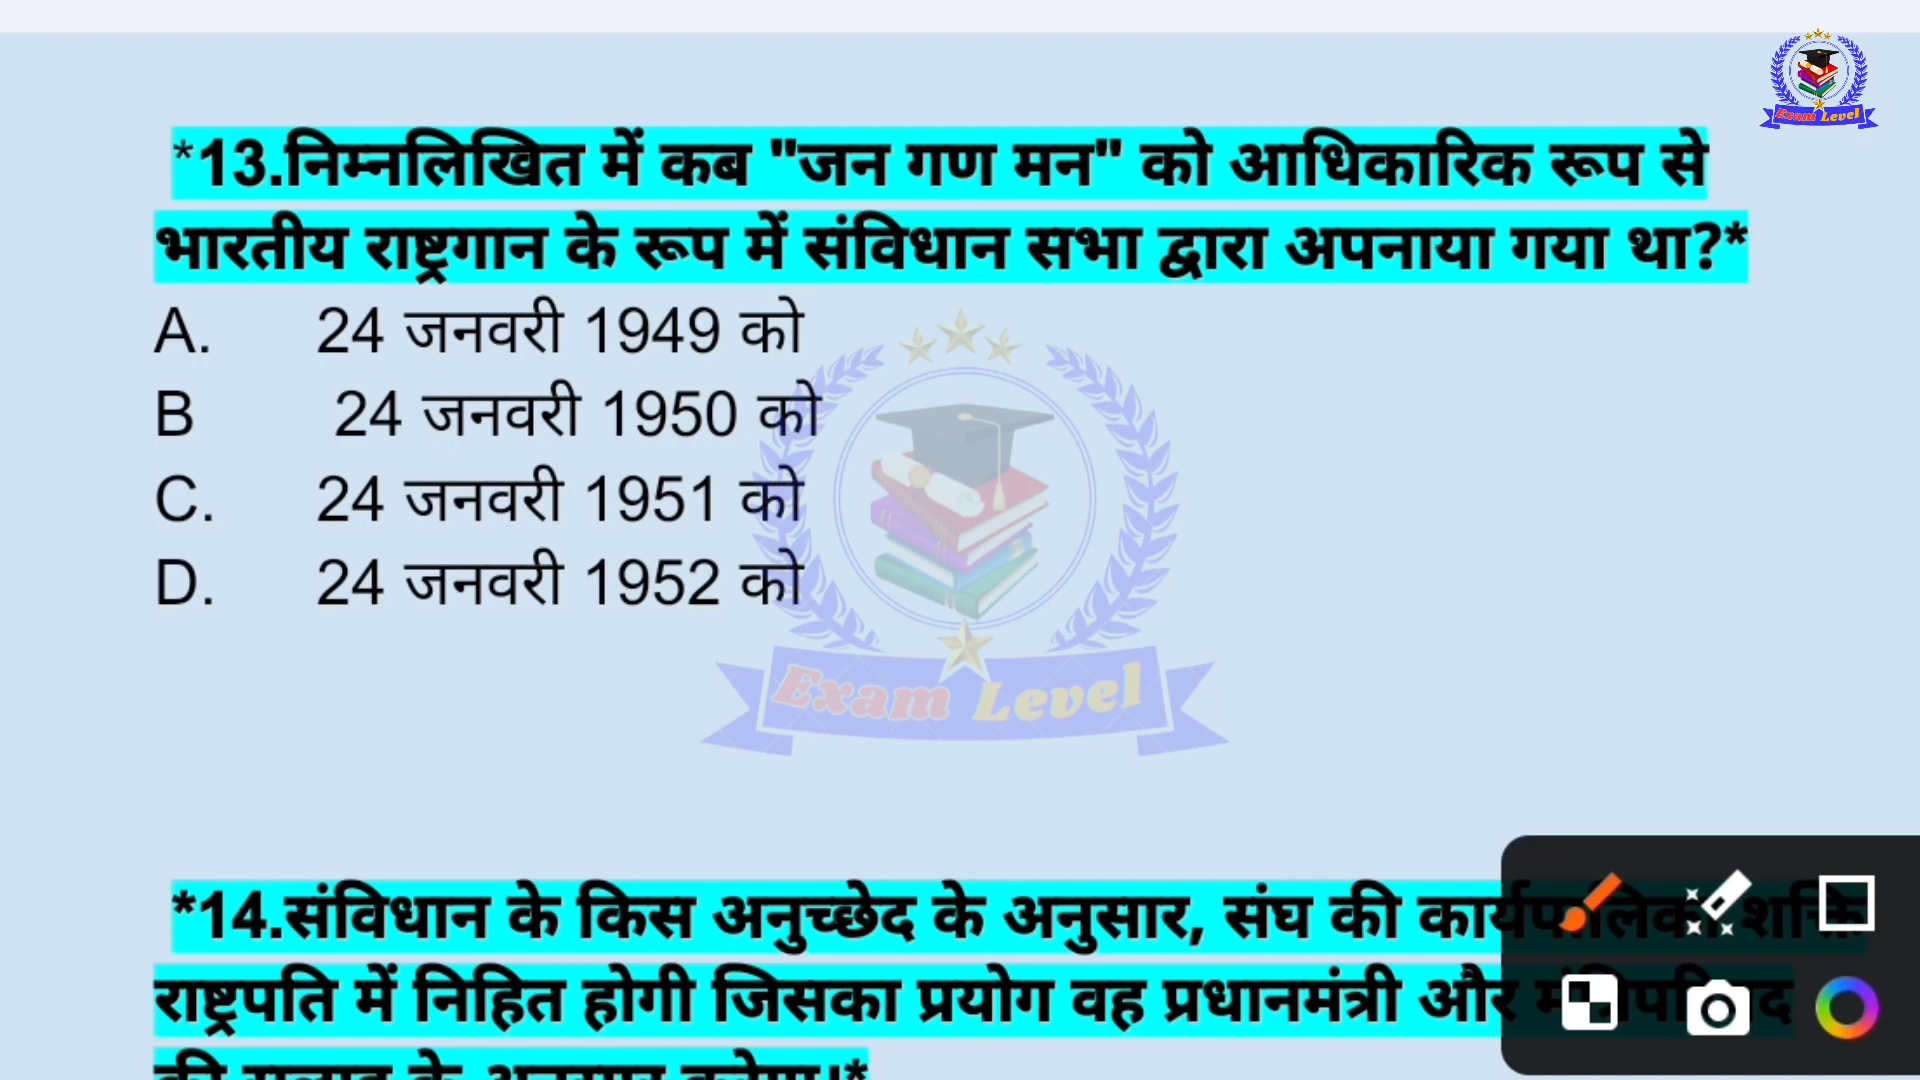 Exam Level
*13.निम्नलिखित में कब "जन गण मन" को आधिकारिक रूप से
भारतीय राष्ट्रगान के रूप में संविधान सभा द्वारा अपनाया गया था?*
A. 24 जनवरी 1949 को
B 24 जनवरी 1950 को
C. 24 जनवरी 1951 को
D. 24 जनवरी 1952 को
Exam Level
*14.संविधान के किस अनुच्छेद के अनुसार, संघ की कार्यपालिका शक्ति
राष्ट्रपति में निहित होगी जिसका प्रयोग वह प्रधानमंत्री और